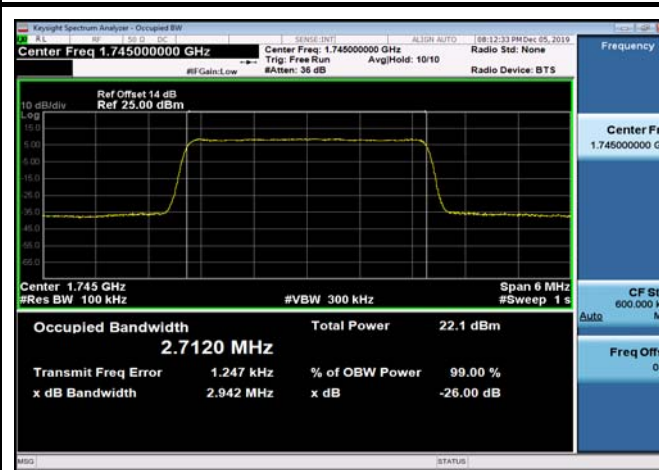 Keysight Spectrum Analyzer - Occupied BW
RL RF 50 Ω DC SENSE:INT ALIGN AUTO 08:12:33 PM Dec 05, 2019
Center Freq 1.745000000 GHz
Center Freq: 1.745000000 GHz
Radio Std: None
Trig: Free Run Avg|Hold: 10/10
#IFGain:Low #Atten: 36 dB Radio Device: BTS
Frequency
Ref Offset 14 dB
10 dB/div Ref 25.00 dBm
Log
15.0
5.00
-5.00
-15.0
-25.0
-35.0
-45.0
-55.0
-65.0
Center Fr
1.745000000 G
Center 1.745 GHz Span 6 MHz
#Res BW 100 kHz #VBW 300 kHz #Sweep 1 s
CF St
600.000 k
Auto M
Occupied Bandwidth Total Power 22.1 dBm
2.7120 MHz
Transmit Freq Error 1.247 kHz % of OBW Power 99.00 %
x dB Bandwidth 2.942 MHz x dB -26.00 dB
Freq Offs
0
MSG STATUS